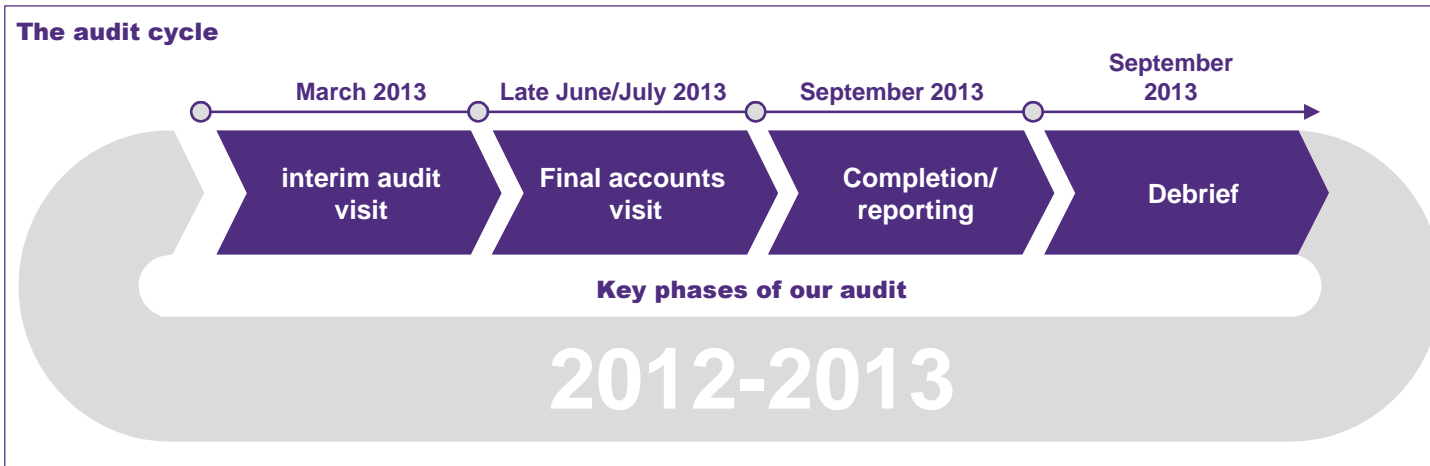 The audit cycle
March 2013
Late June/July 2013
September 2013
September
2013
interim audit
visit
Final accounts
visit
Completion/
reporting
Debrief
Key phases of our audit
2012-2013